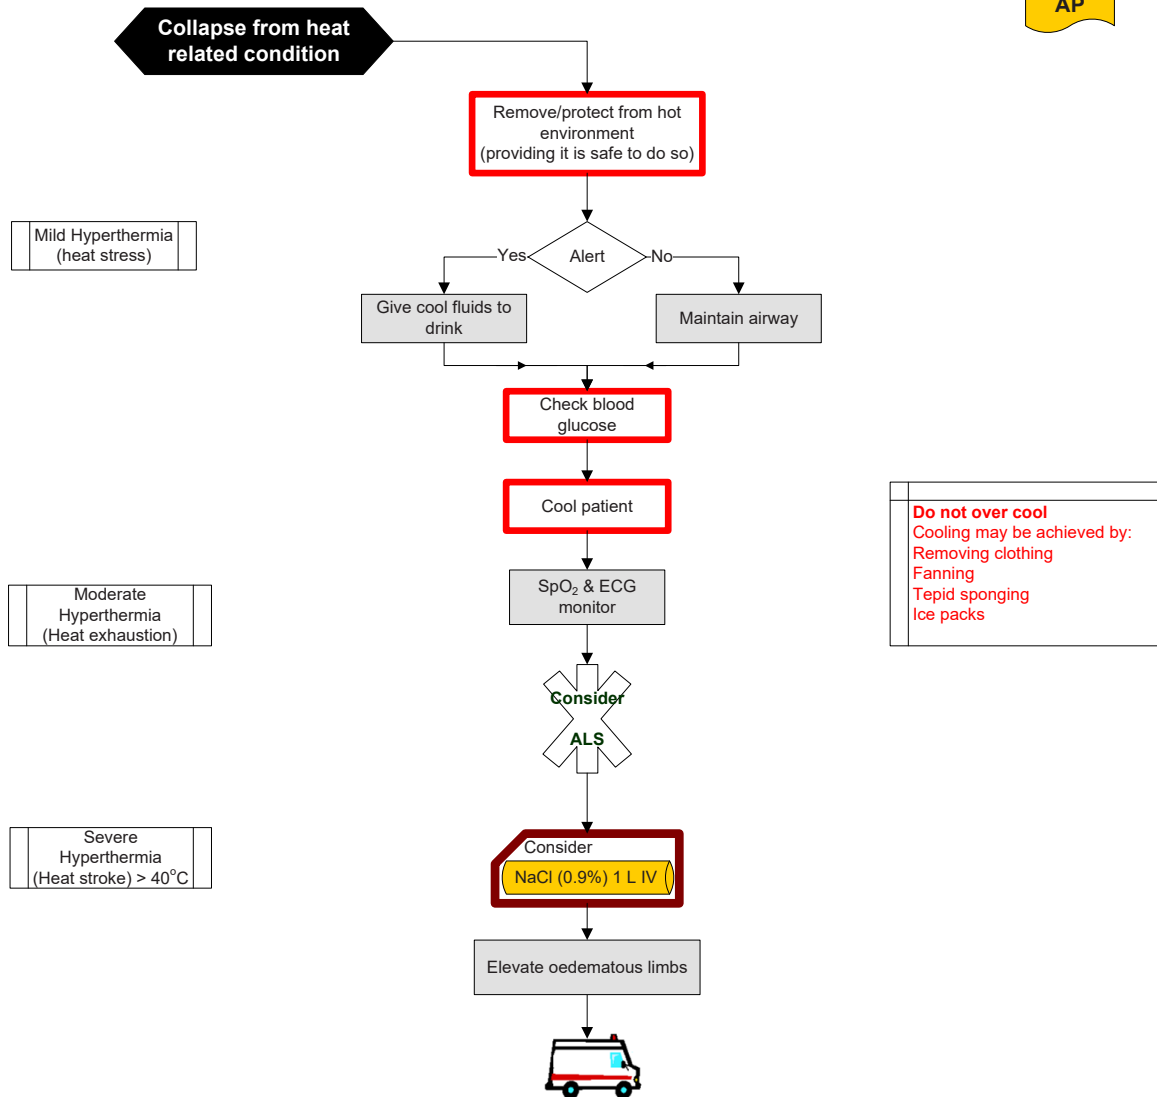 AP
Collapse from heat
related condition
Remove/protect from hot
environment
(providing it is safe to do so)
Mild Hyperthermia
(heat stress)
Yes
Alert
No
Give cool fluids to
drink
Maintain airway
Check blood
glucose
Cool patient
Do not over cool
Cooling may be achieved by:
Removing clothing
Fanning
Tepid sponging
Ice packs
SpO₂ & ECG
monitor
Moderate
Hyperthermia
(Heat exhaustion)
Consider
ALS
Severe
Hyperthermia
(Heat stroke) > 40°C
Consider
NaCl (0.9%) 1 L IV
Elevate oedematous limbs